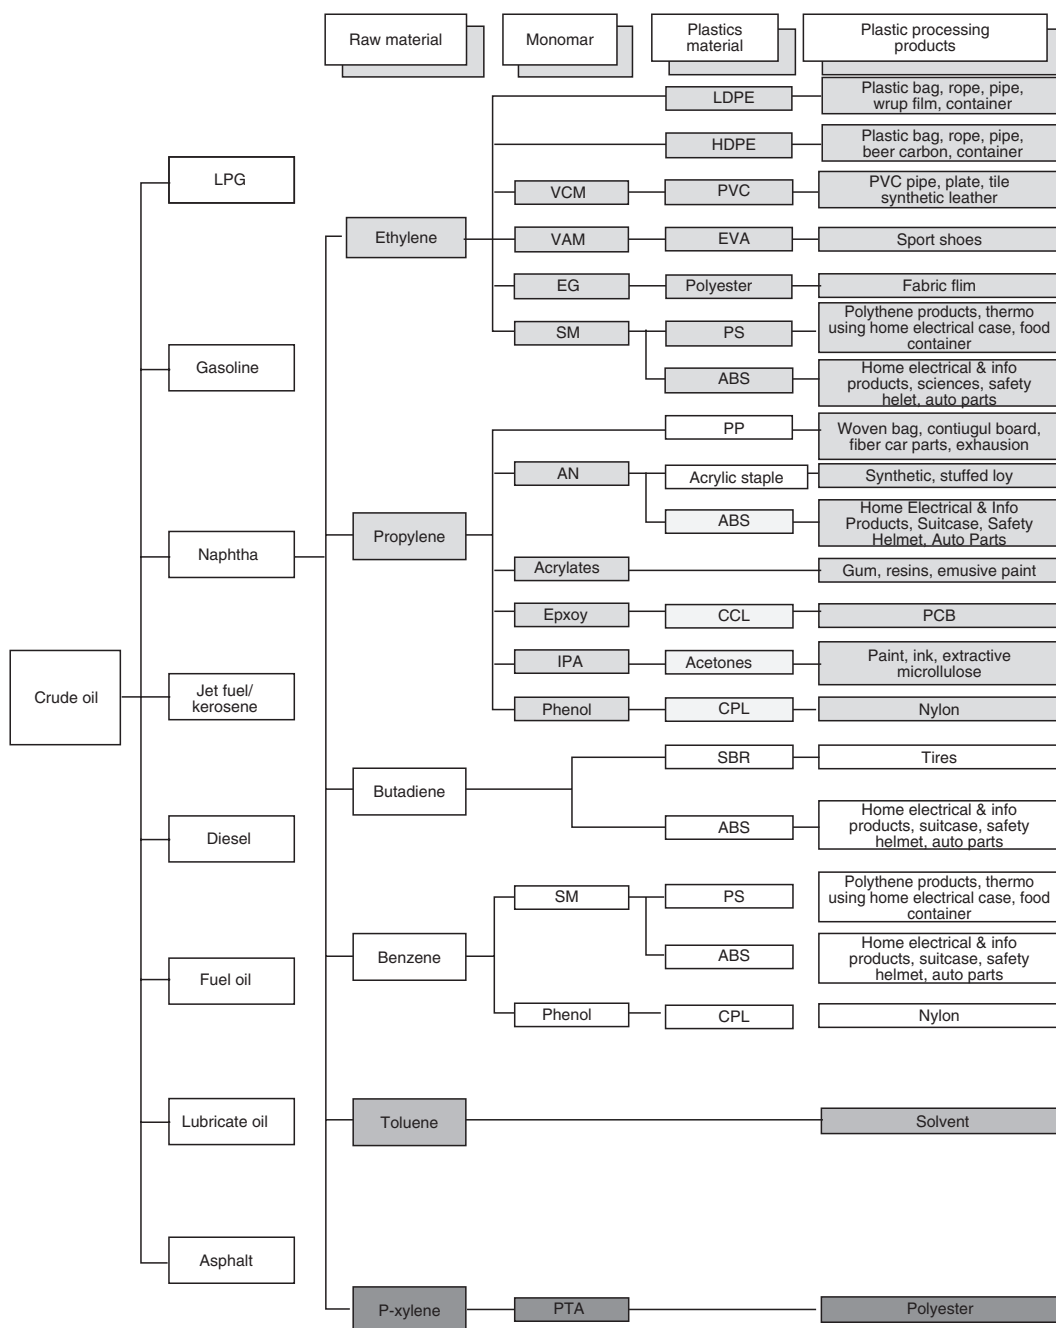 Raw material
Monomar
Plastics
material
Plastic processing
products
LDPE
Plastic bag, rope, pipe,
wrup film, container
HDPE
Plastic bag, rope, pipe,
beer carbon, container
LPG
VCM
PVC
PVC pipe, plate, tile
synthetic leather
Ethylene
VAM
EVA
Sport shoes
EG
Polyester
Fabric flim
SM
PS
Polythene products, thermo
using home electrical case, food
container
Gasoline
ABS
Home electrical & info
products, sciences, safety
helet, auto parts
PP
Woven bag, contiugul board,
fiber car parts, exhausion
AN
Acrylic staple
Synthetic, stuffed loy
Propylene
ABS
Home Electrical & Info
Products, Suitcase, Safety
Helmet, Auto Parts
Naphtha
Acrylates
Gum, resins, emusive paint
Epxoy
CCL
PCB
IPA
Acetones
Paint, ink, extractive
microllulose
Crude oil
Jet fuel/
kerosene
Phenol
CPL
Nylon
SBR
Tires
Butadiene
Diesel
ABS
Home electrical & info
products, suitcase, safety
helmet, auto parts
SM
PS
Polythene products, thermo
using home electrical case, food
container
Benzene
ABS
Home electrical & info
products, suitcase, safety
helmet, auto parts
Fuel oil
Phenol
CPL
Nylon
Lubricate oil
Toluene
Solvent
Asphalt
P-xylene
PTA
Polyester